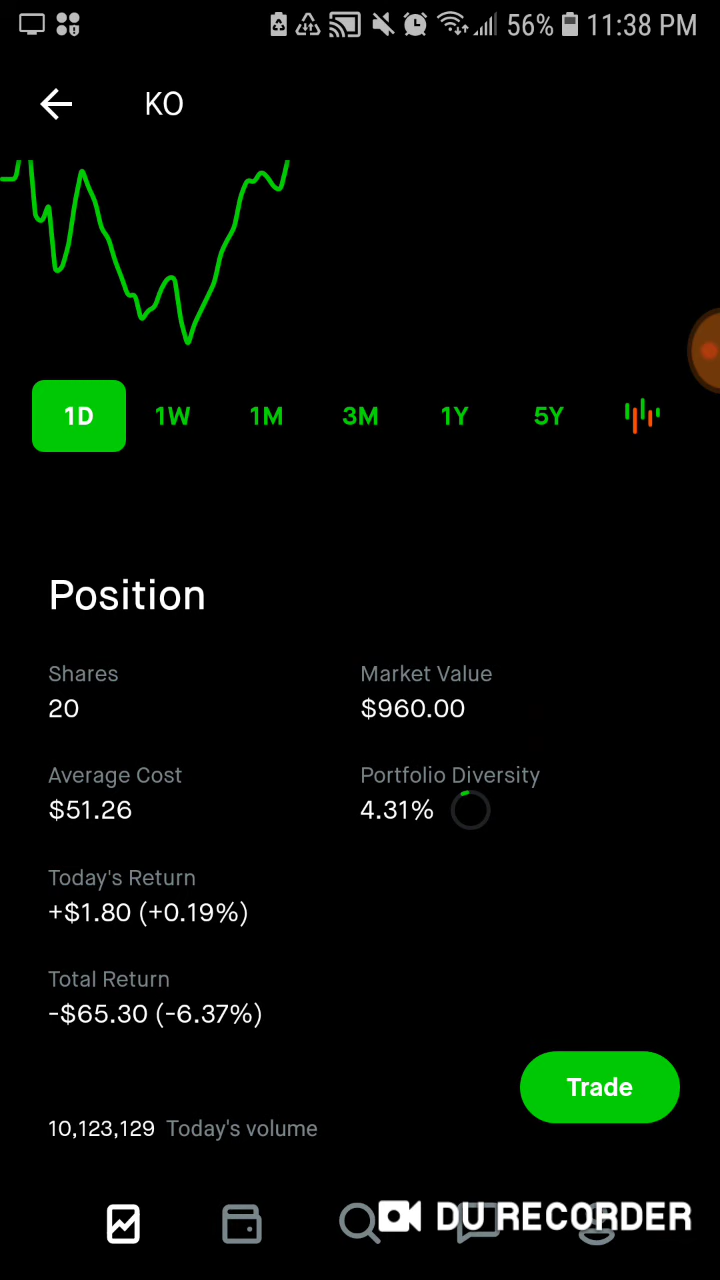 56% 11:38 PM
KO
1D 1W 1M 3M 1Y 5Y
Position
Shares
20
Market Value
$960.00
Average Cost
$51.26
Portfolio Diversity
4.31%
Today's Return
+$1.80 (+0.19%)
Total Return
-$65.30 (-6.37%)
Trade
10,123,129 Today's volume
DU RECORDER